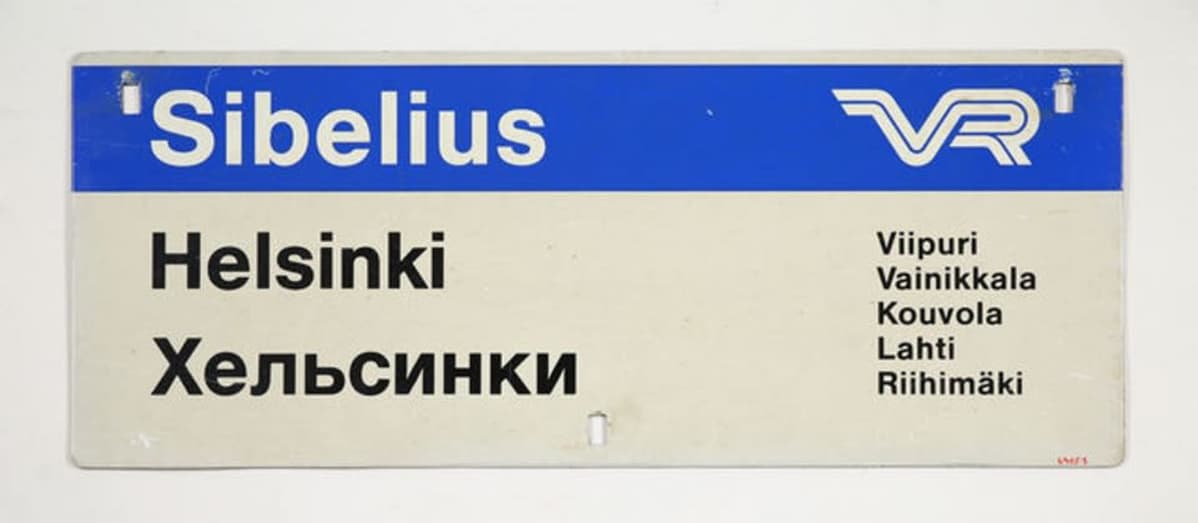 Sibelius
VR
Helsinki
Хельсинки
Viipuri
Vainikkala
Kouvola
Lahti
Riihimäki